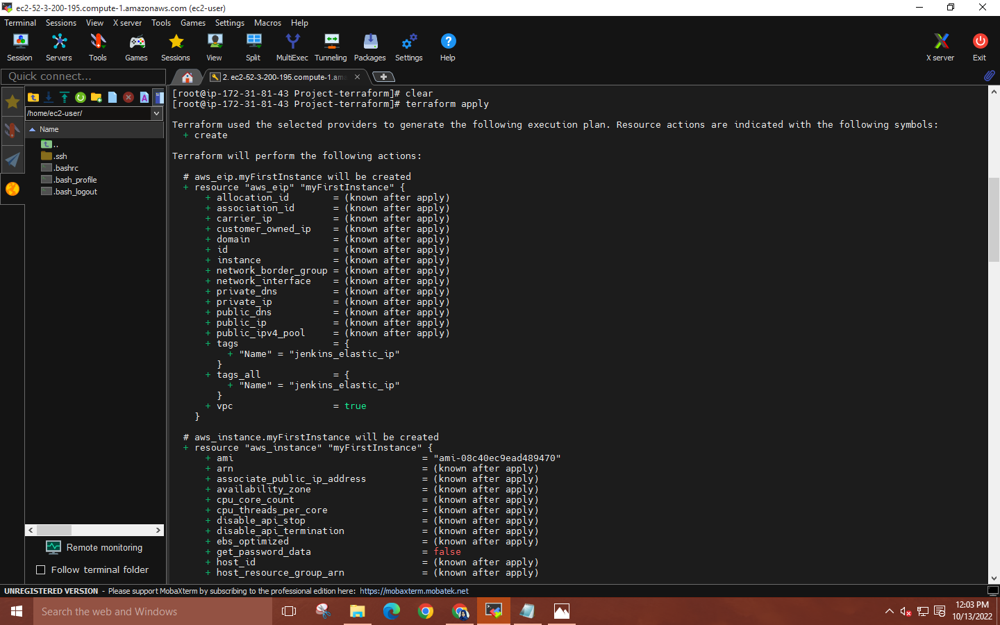 ec2-52-3-200-195.compute-1.amazonaws.com (ec2-user)
Terminal Sessions View X server Tools Games Settings Macros Help
Session Servers Tools Games Sessions View Split MultiExec Tunneling Packages Settings Help X server Exit
Quick connect...
2. ec2-52-3-200-195.compute-1.ama
/home/ec2-user/
Name
..
.ssh
.bashrc
.bash_profile
.bash_logout
Remote monitoring
Follow terminal folder
[root@ip-172-31-81-43 Project-terraform]# clear
[root@ip-172-31-81-43 Project-terraform]# terraform apply
Terraform used the selected providers to generate the following execution plan. Resource actions are indicated with the following symbols:
+ create
Terraform will perform the following actions:
# aws_eip.myFirstInstance will be created
+ resource "aws_eip" "myFirstInstance" {
+ allocation_id = (known after apply)
+ association_id = (known after apply)
+ carrier_ip = (known after apply)
+ customer_owned_ip = (known after apply)
+ domain = (known after apply)
+ id = (known after apply)
+ instance = (known after apply)
+ network_border_group = (known after apply)
+ network_interface = (known after apply)
+ private_dns = (known after apply)
+ private_ip = (known after apply)
+ public_dns = (known after apply)
+ public_ip = (known after apply)
+ public_ipv4_pool = (known after apply)
+ tags = {
+ "Name" = "jenkins_elastic_ip"
}
+ tags_all = {
+ "Name" = "jenkins_elastic_ip"
}
+ vpc = true
}
# aws_instance.myFirstInstance will be created
+ resource "aws_instance" "myFirstInstance" {
+ ami = "ami-08c40ec9ead489470"
+ arn = (known after apply)
+ associate_public_ip_address = (known after apply)
+ availability_zone = (known after apply)
+ cpu_core_count = (known after apply)
+ cpu_threads_per_core = (known after apply)
+ disable_api_stop = (known after apply)
+ disable_api_termination = (known after apply)
+ ebs_optimized = (known after apply)
+ get_password_data = false
+ host_id = (known after apply)
+ host_resource_group_arn = (known after apply)
UNREGISTERED VERSION - Please support MobaXterm by subscribing to the professional edition here: https://mobaxterm.mobatek.net
Search the web and Windows
12:03 PM
10/13/2022